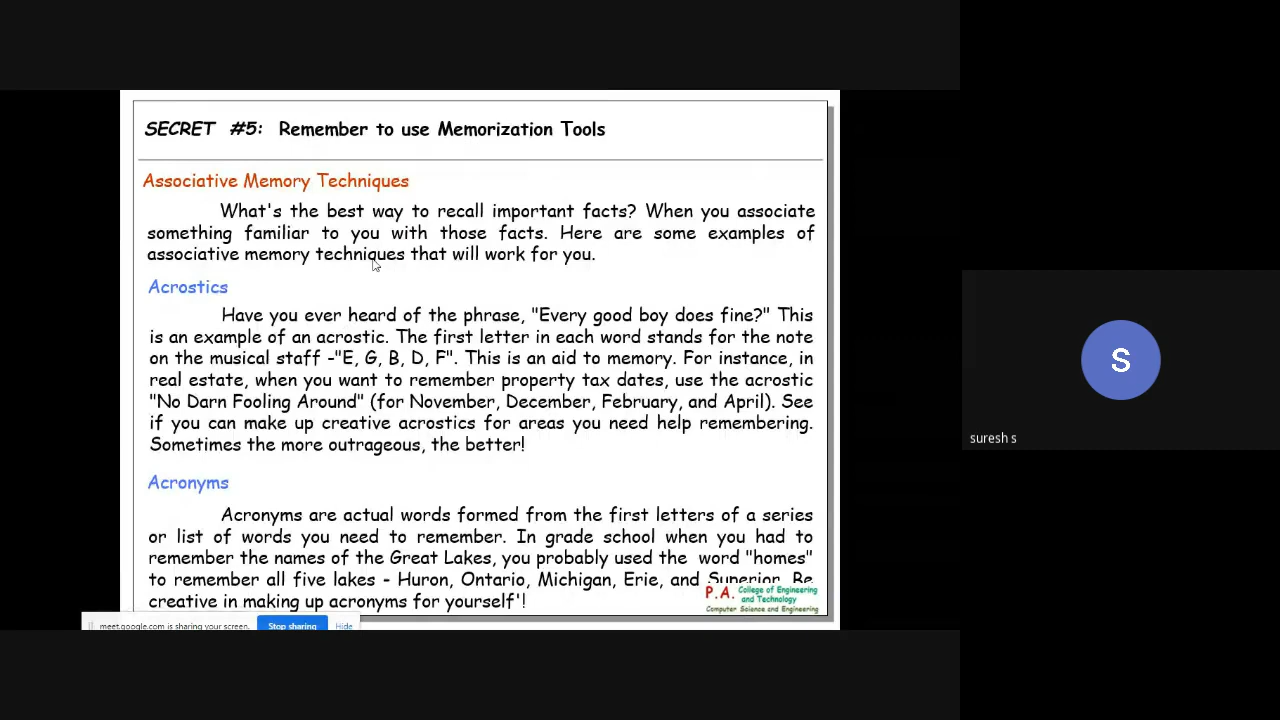 SECRET #5: Remember to use Memorization Tools
Associative Memory Techniques
What's the best way to recall important facts? When you associate
something familiar to you with those facts. Here are some examples of
associative memory techniques that will work for you.
Acrostics
Have you ever heard of the phrase, "Every good boy does fine?" This
is an example of an acrostic. The first letter in each word stands for the note
on the musical staff -"E, G, B, D, F". This is an aid to memory. For instance, in
real estate, when you want to remember property tax dates, use the acrostic
"No Darn Fooling Around" (for November, December, February, and April). See
if you can make up creative acrostics for areas you need help remembering.
Sometimes the more outrageous, the better!
Acronyms
Acronyms are actual words formed from the first letters of a series
or list of words you need to remember. In grade school when you had to
remember the names of the Great Lakes, you probably used the word "homes"
to remember all five lakes - Huron, Ontario, Michigan, Erie, and Superior. Be
creative in making up acronyms for yourself'!
P.A. College of Engineering
and Technology
Computer Science and Engineering
meet.google.com is sharing your screen.
Stop sharing
Hide
S
suresh s